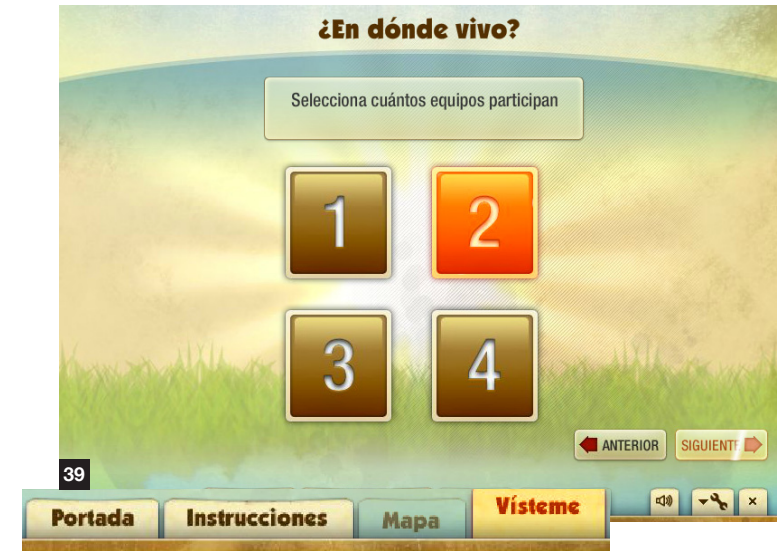 ¿En dónde vivo?
Selecciona cuántos equipos participan
1
2
3
4
ANTERIOR
SIGUIENTE
39
Portada
Instrucciones
Mapa
Vísteme